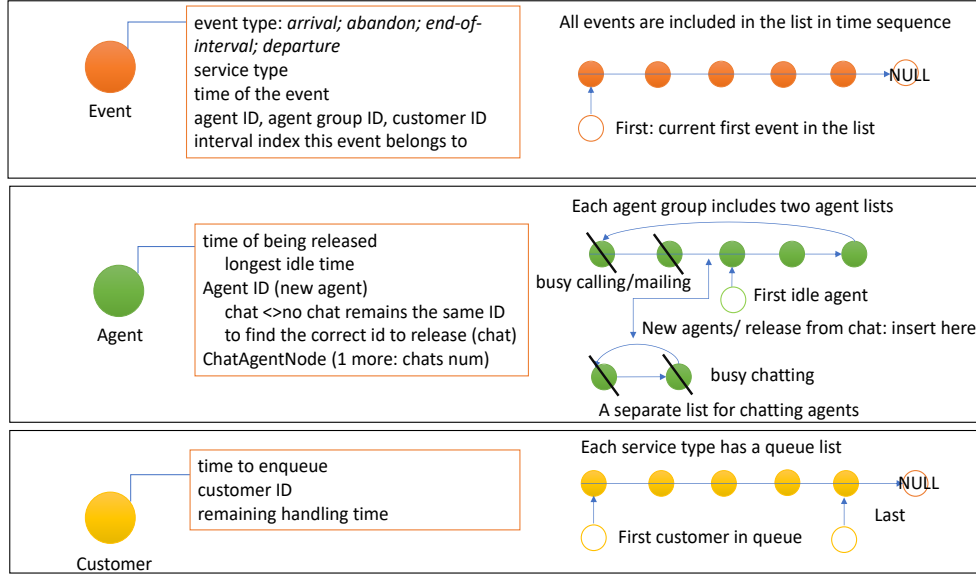 event type: arrival; abandon; end-of-
interval; departure
service type
time of the event
agent ID, agent group ID, customer ID
interval index this event belongs to
Event
All events are included in the list in time sequence
NULL
First: current first event in the list
time of being released
longest idle time
Agent ID (new agent)
chat <>no chat remains the same ID
to find the correct id to release (chat)
ChatAgentNode (1 more: chats num)
Agent
Each agent group includes two agent lists
busy calling/mailing
First idle agent
New agents/ release from chat: insert here
busy chatting
A separate list for chatting agents
time to enqueue
customer ID
remaining handling time
Customer
Each service type has a queue list
NULL
Last
First customer in queue